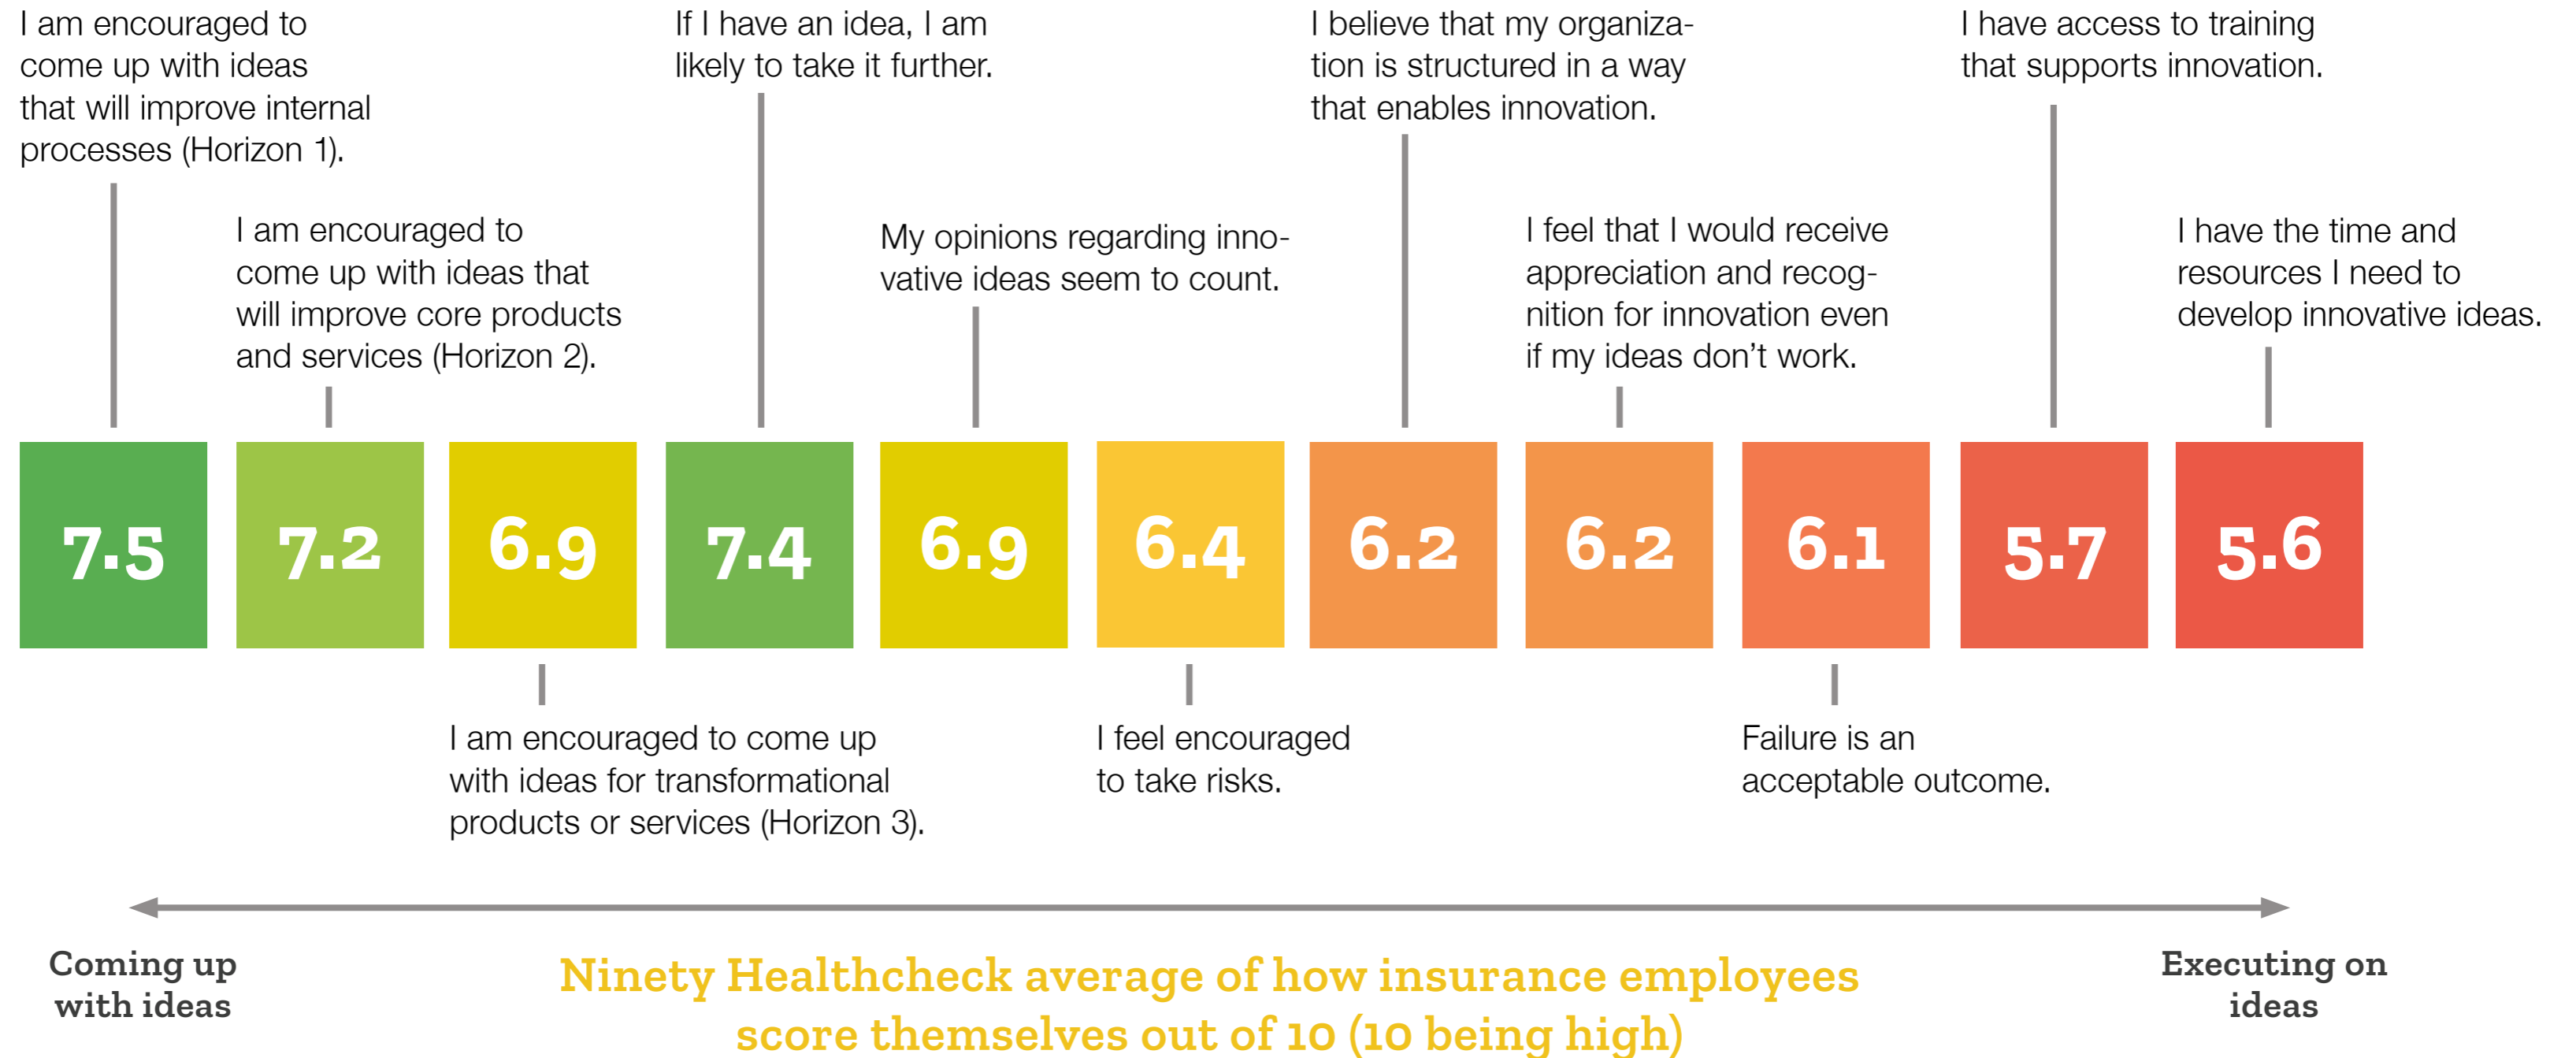 I am encouraged to
come up with ideas
that will improve internal
processes (Horizon 1).
I am encouraged to
come up with ideas that
will improve core products
and services (Horizon 2).
If I have an idea, I am
likely to take it further.
My opinions regarding inno-
vative ideas seem to count.
I believe that my organiza-
tion is structured in a way
that enables innovation.
I feel that I would receive
appreciation and recog-
nition for innovation even
if my ideas don’t work.
I have access to training
that supports innovation.
I have the time and
resources I need to
develop innovative ideas.
7.5
7.2
6.9
7.4
6.9
6.4
6.2
6.2
6.1
5.7
5.6
I am encouraged to come up
with ideas for transformational
products or services (Horizon 3).
I feel encouraged
to take risks.
Failure is an
acceptable outcome.
Coming up
with ideas
Ninety Healthcheck average of how insurance employees
score themselves out of 10 (10 being high)
Executing on
ideas